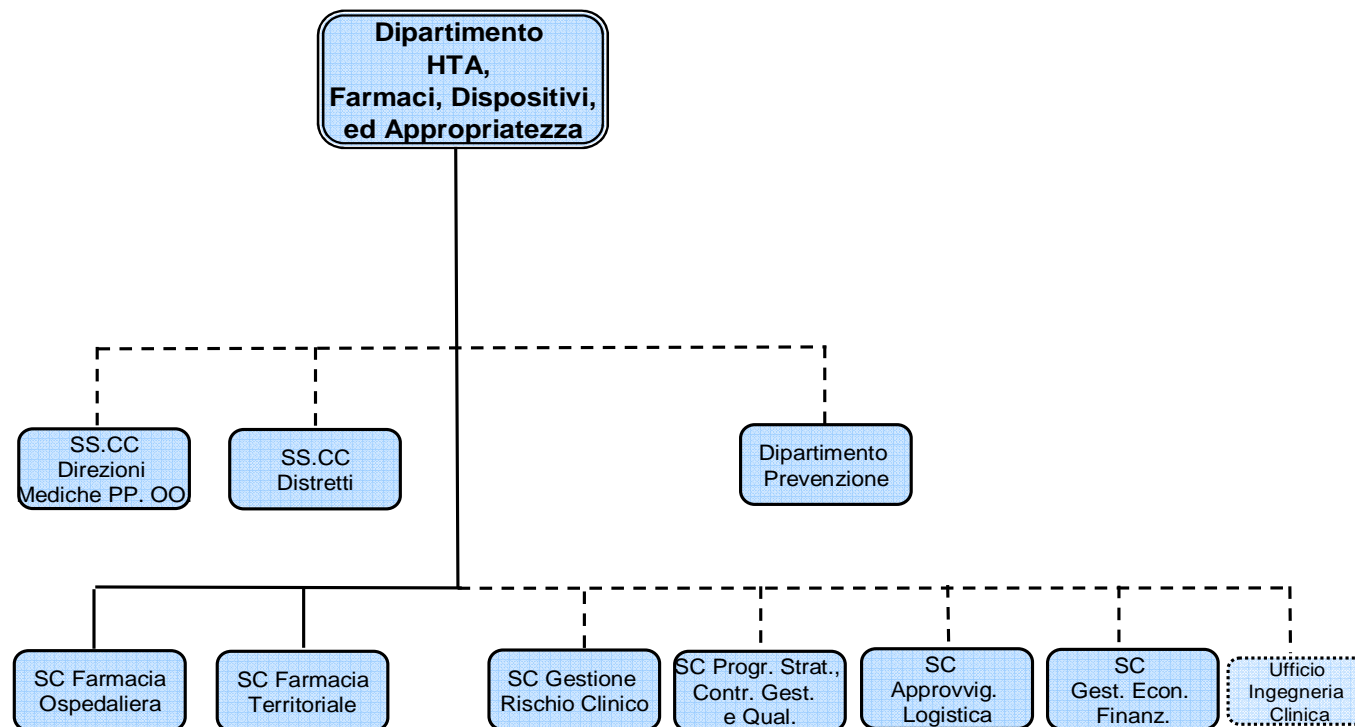 Dipartimento
HTA,
Farmaci, Dispositivi,
ed Appropriatezza
SS.CC
Direzioni
Mediche PP. OO.
SS.CC
Distretti
Dipartimento
Prevenzione
SC Farmacia
Ospedaliera
SC Farmacia
Territoriale
SC Gestione
Rischio Clinico
SC Progr. Strat.,
Contr. Gest.
e Qual.
SC
Approvvig.
Logistica
SC
Gest. Econ.
Finanz.
Ufficio
Ingegneria
Clinica